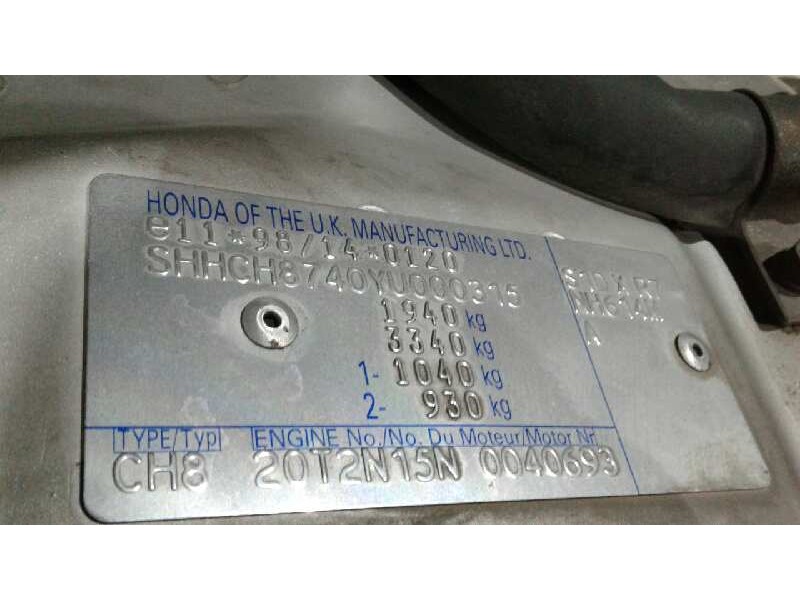 HONDA OF THE U.K. MANUFACTURING LTD.
e11*98/14*0120
SHHCH8740YU000315
1940 kg
3340 kg
1- 1040 kg
2- 930 kg
NH614M
A
TYPE/Typ ENGINE No./No. Du Moteur/Motor Nr.
CH8 20T2N15N 0040693